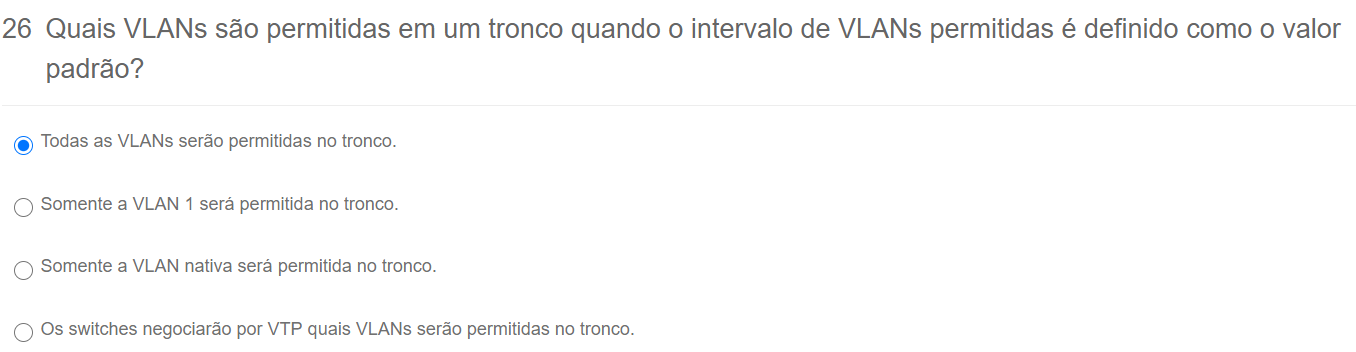 26 Quais VLANs são permitidas em um tronco quando o intervalo de VLANs permitidas é definido como o valor
padrão?
Todas as VLANs serão permitidas no tronco.
Somente a VLAN 1 será permitida no tronco.
Somente a VLAN nativa será permitida no tronco.
Os switches negociarão por VTP quais VLANs serão permitidas no tronco.